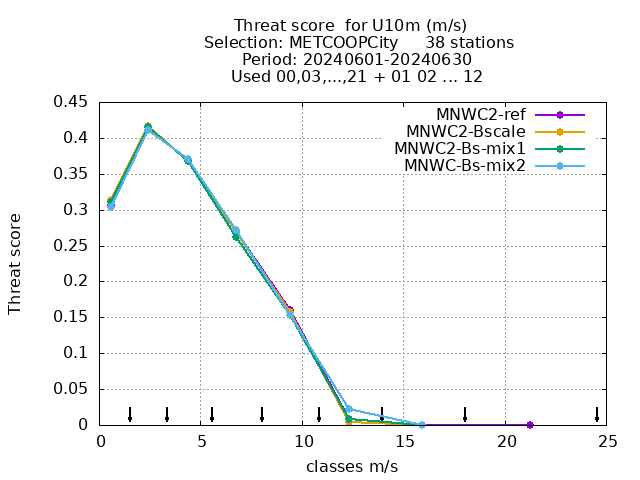 Threat score  for U10m (m/s)
Selection: METCOOPCity     38 stations
Period: 20240601-20240630
Used 00,03,...,21 + 01 02 ... 12
MNWC2-ref
MNWC2-Bscale
MNWC2-Bs-mix1
MNWC-Bs-mix2
Threat score
0.45
0.4
0.35
0.3
0.25
0.2
0.15
0.1
0.05
0
0 5 10 15 20 25
classes m/s